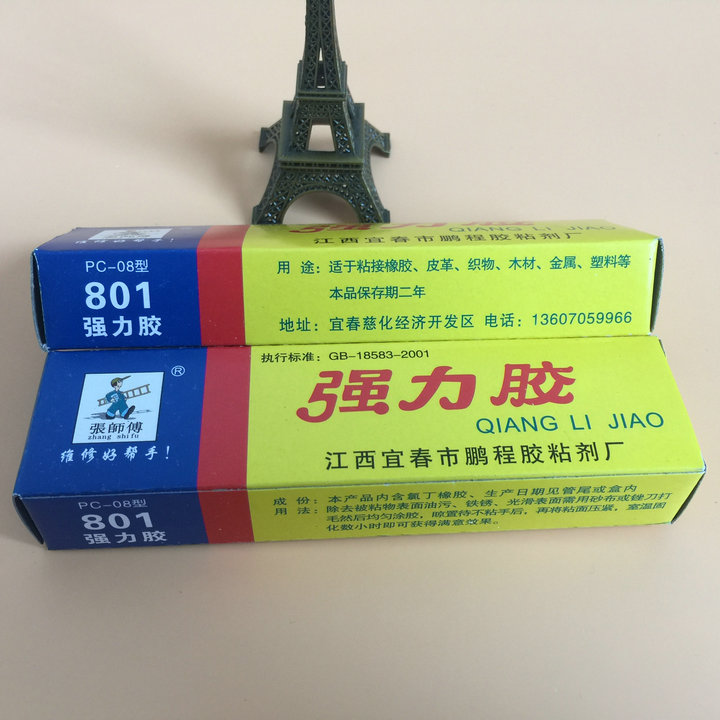 强力胶
QIANG LI JIAO
维修好帮手!
江西宜春市鹏程胶粘剂厂
PC-08型
801
强力胶
用 途: 适于粘接橡胶、皮革、织物、木材、金属、塑料等
本品保存期二年
地址: 宜春慈化经济开发区 电话: 13607059966
执行标准: GB-18583-2001
强力胶
QIANG LI JIAO
江西宜春市鹏程胶粘剂厂
®
張師傅
zhang shi fu
维修好帮手!
PC-08型
801
强力胶
成 份: 本产品内含氯丁橡胶、生产日期见管尾或盒内
用 法: 除去被粘物表面油污、铁锈、光滑表面需用砂布或锉刀打
毛然后均匀涂胶, 晾置待不粘手后, 再将粘面压紧, 室温固
化数小时即可获得满意效果。